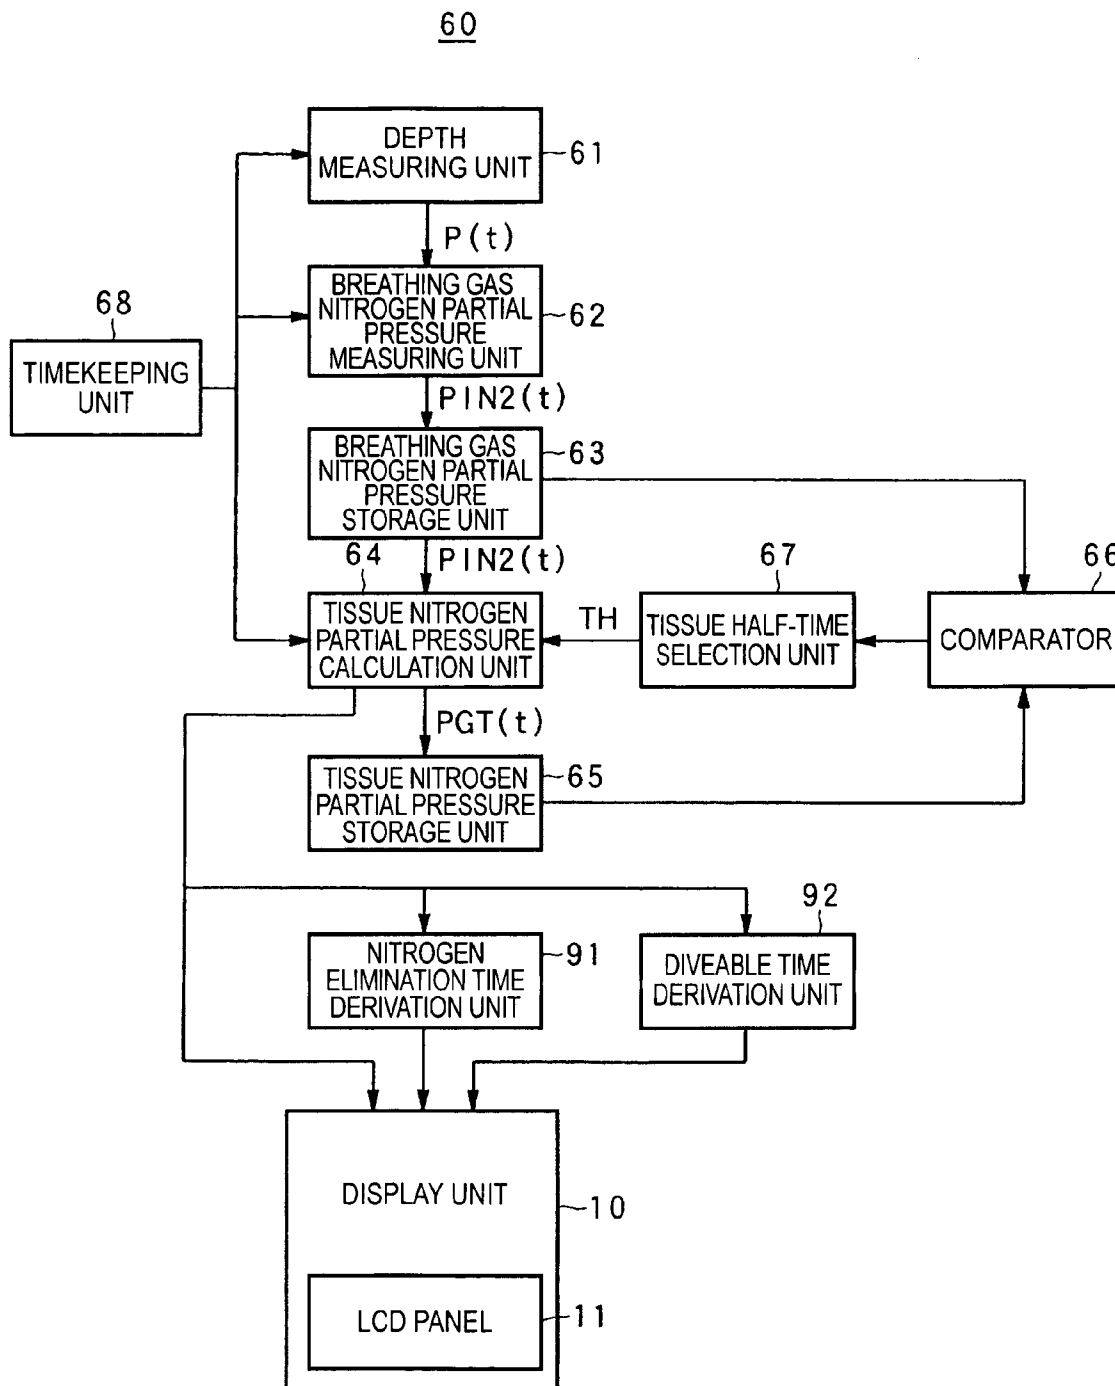 60
DEPTH
MEASURING UNIT
61
P(t)
BREATHING GAS
NITROGEN PARTIAL
PRESSURE
MEASURING UNIT
62
68
TIMEKEEPING
UNIT
PIN2(t)
BREATHING GAS
NITROGEN PARTIAL
PRESSURE
STORAGE UNIT
63
64
PIN2(t)
67
66
TISSUE NITROGEN
PARTIAL PRESSURE
CALCULATION UNIT
TH
TISSUE HALF-TIME
SELECTION UNIT
COMPARATOR
PGT(t)
TISSUE NITROGEN
PARTIAL PRESSURE
STORAGE UNIT
65
92
NITROGEN
ELIMINATION TIME
DERIVATION UNIT
91
DIVEABLE TIME
DERIVATION UNIT
DISPLAY UNIT
10
LCD PANEL
11